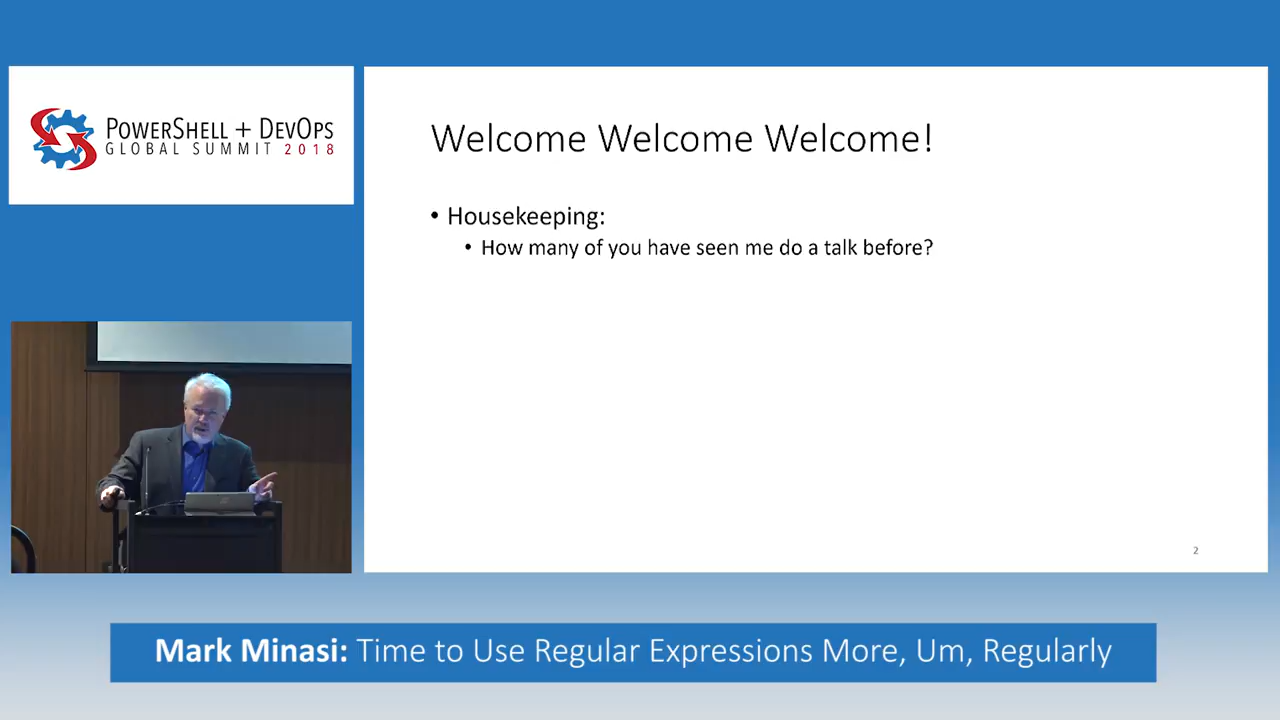 POWERSHELL + DEVOPS
GLOBAL SUMMIT 2018
Welcome Welcome Welcome!
• Housekeeping:
• How many of you have seen me do a talk before?
2
Mark Minasi: Time to Use Regular Expressions More, Um, Regularly